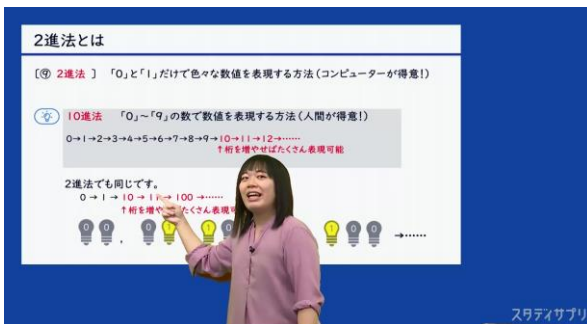 2進法とは
［⑨ 2進法 ］ 「0」と「1」だけで色々な数値を表現する方法(コンピューターが得意!)
10進法 「0」～「9」の数で数値を表現する方法(人間が得意!)
0→1→2→3→4→5→6→7→8→9→10→11→12→……
↑桁を増やせばたくさん表現可能
2進法でも同じです。
0 → 1 → 10 → 11 → 100 →……
↑桁を増や たくさん表現可
0 0 , 0 1 1 0 1 0 0 →……
スタディサプリ